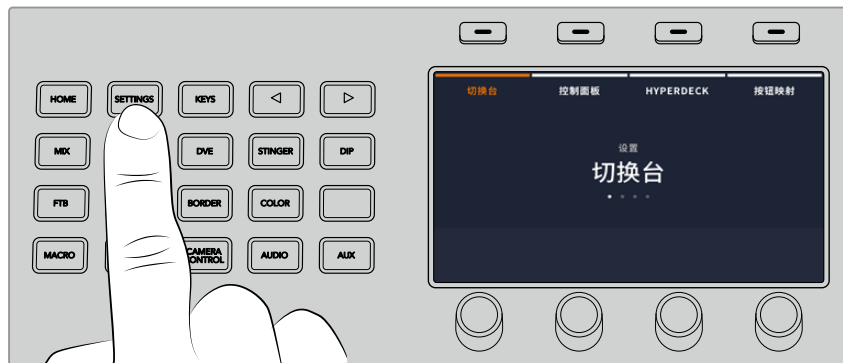 切换台 控制面板 HYPERDECK 按钮映射
设置
切换台
HOME SETTINGS KEYS
MIX DVE STINGER DIP
FTB BORDER COLOR
MACRO CAMERA CONTROL AUDIO AUX